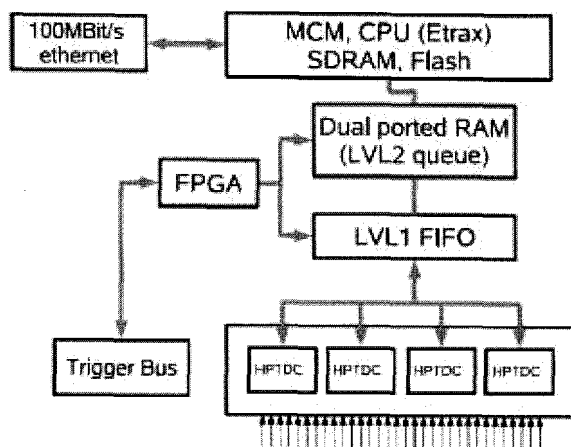 100MBit/s
ethernet
MCM, CPU (Etrax)
SDRAM, Flash
Dual ported RAM
(LVL2 queue)
FPGA
LVL1 FIFO
Trigger Bus
HPTDC HPTDC HPTDC HPTDC